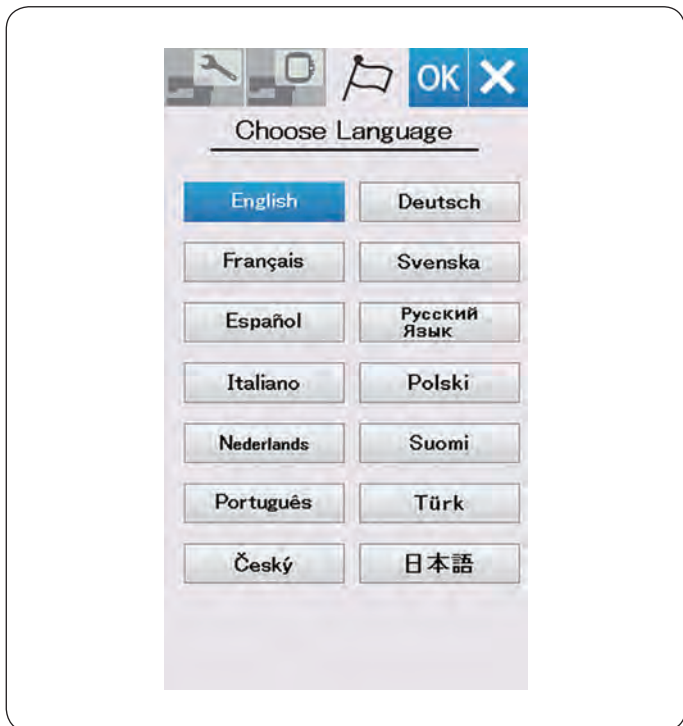 OK
Choose Language
English
Deutsch
Français
Svenska
Español
Русский
Язык
Italiano
Polski
Nederlands
Suomi
Português
Türk
Český
日本語